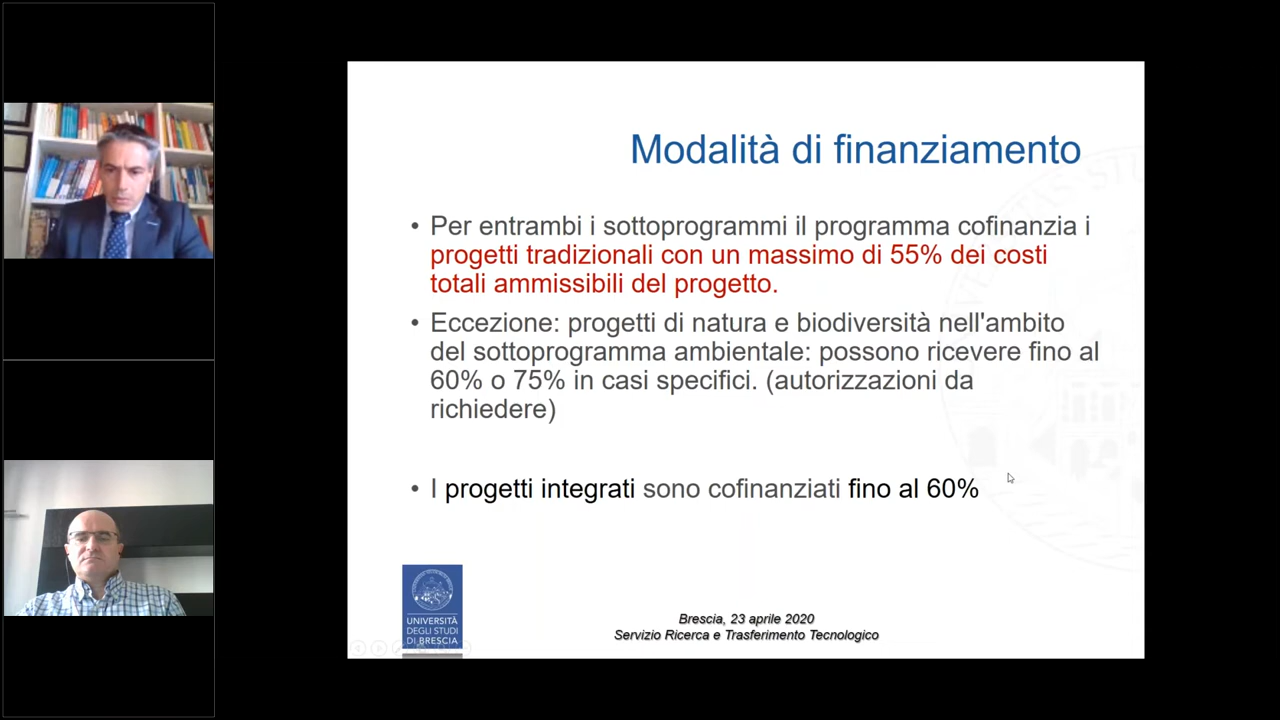 Modalità di finanziamento
• Per entrambi i sottoprogrammi il programma cofinanzia i
progetti tradizionali con un massimo di 55% dei costi
totali ammissibili del progetto.
• Eccezione: progetti di natura e biodiversità nell'ambito
del sottoprogramma ambientale: possono ricevere fino al
60% o 75% in casi specifici. (autorizzazioni da
richiedere)
• I progetti integrati sono cofinanziati fino al 60%
UNIVERSITÀ
DEGLI STUDI
DI BRESCIA
Brescia, 23 aprile 2020
Servizio Ricerca e Trasferimento Tecnologico